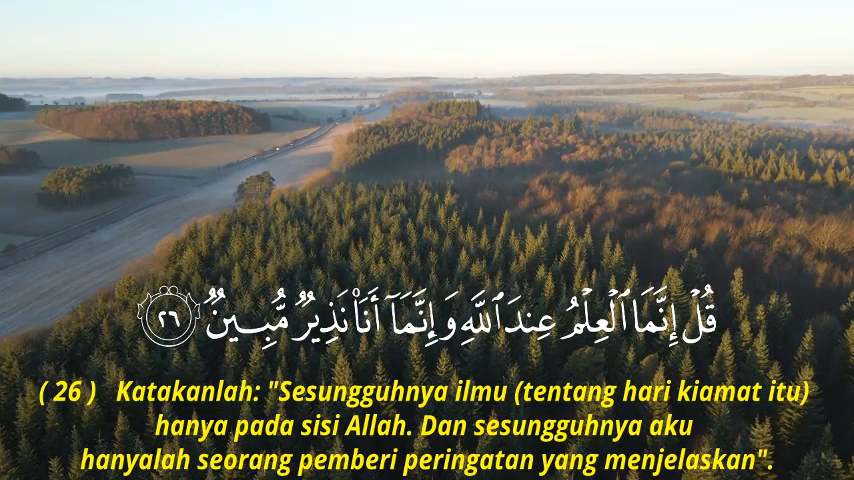 قُلْ إِنَّمَا ٱلْعِلْمُ عِندَ ٱللَّهِ وَإِنَّمَآ أَنَا۠ نَذِيرٌ مُّبِينٌ ٢٦
( 26 ) Katakanlah: "Sesungguhnya ilmu (tentang hari kiamat itu)
hanya pada sisi Allah. Dan sesungguhnya aku
hanyalah seorang pemberi peringatan yang menjelaskan".